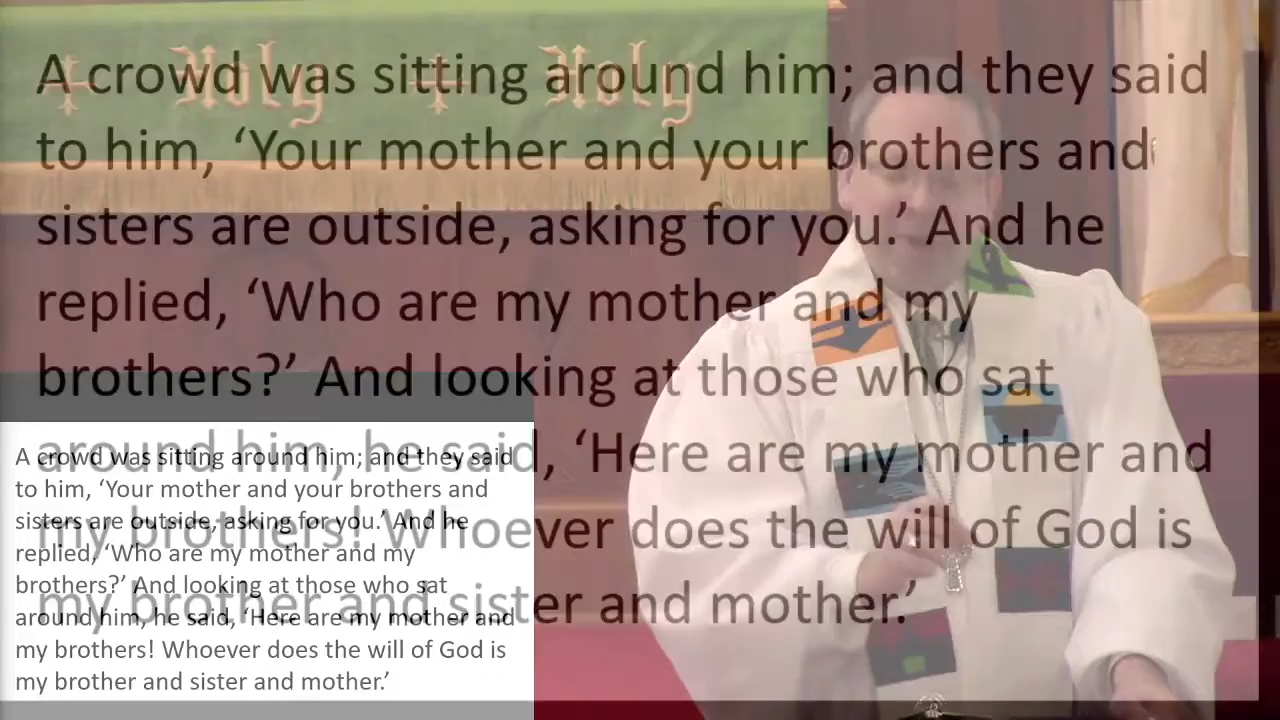 Holy Holy
A crowd was sitting around him; and they said
to him, ‘Your mother and your brothers and
sisters are outside, asking for you.’ And he
replied, ‘Who are my mother and my
brothers?’ And looking at those who sat
around him, he said, ‘Here are my mother and
my brothers! Whoever does the will of God is
my brother and sister and mother.’
A crowd was sitting around him; and they said
to him, ‘Your mother and your brothers and
sisters are outside, asking for you.’ And he
replied, ‘Who are my mother and my
brothers?’ And looking at those who sat
around him, he said, ‘Here are my mother and
my brothers! Whoever does the will of God is
my brother and sister and mother.’